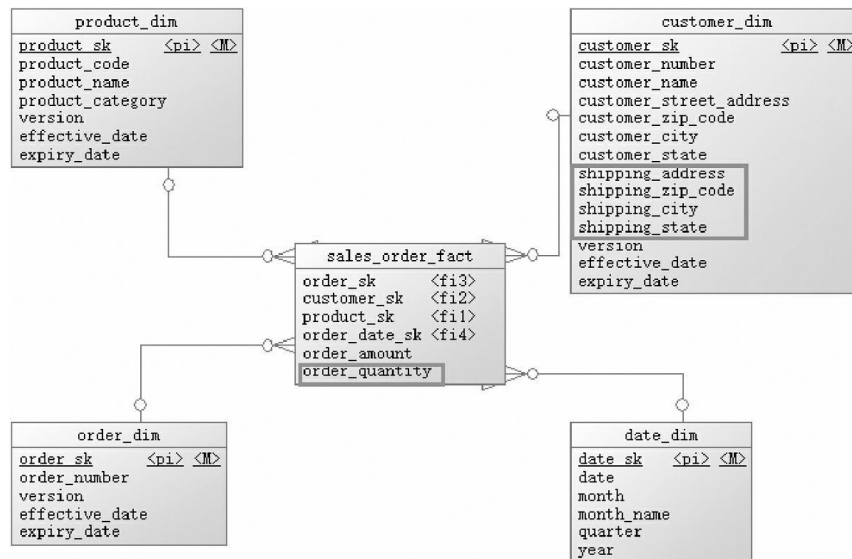 product_dim
product_sk <pi> <M>
product_code
product_name
product_category
version
effective_date
expiry_date
customer_dim
customer_sk <pi> <M>
customer_number
customer_name
customer_street_address
customer_zip_code
customer_city
customer_state
shipping_address
shipping_zip_code
shipping_city
shipping_state
version
effective_date
expiry_date
sales_order_fact
order_sk <fi3>
customer_sk <fi2>
product_sk <fi1>
order_date_sk <fi4>
order_amount
order_quantity
order_dim
order_sk <pi> <M>
order_number
version
effective_date
expiry_date
date_dim
date_sk <pi> <M>
date
month
month_name
quarter
year